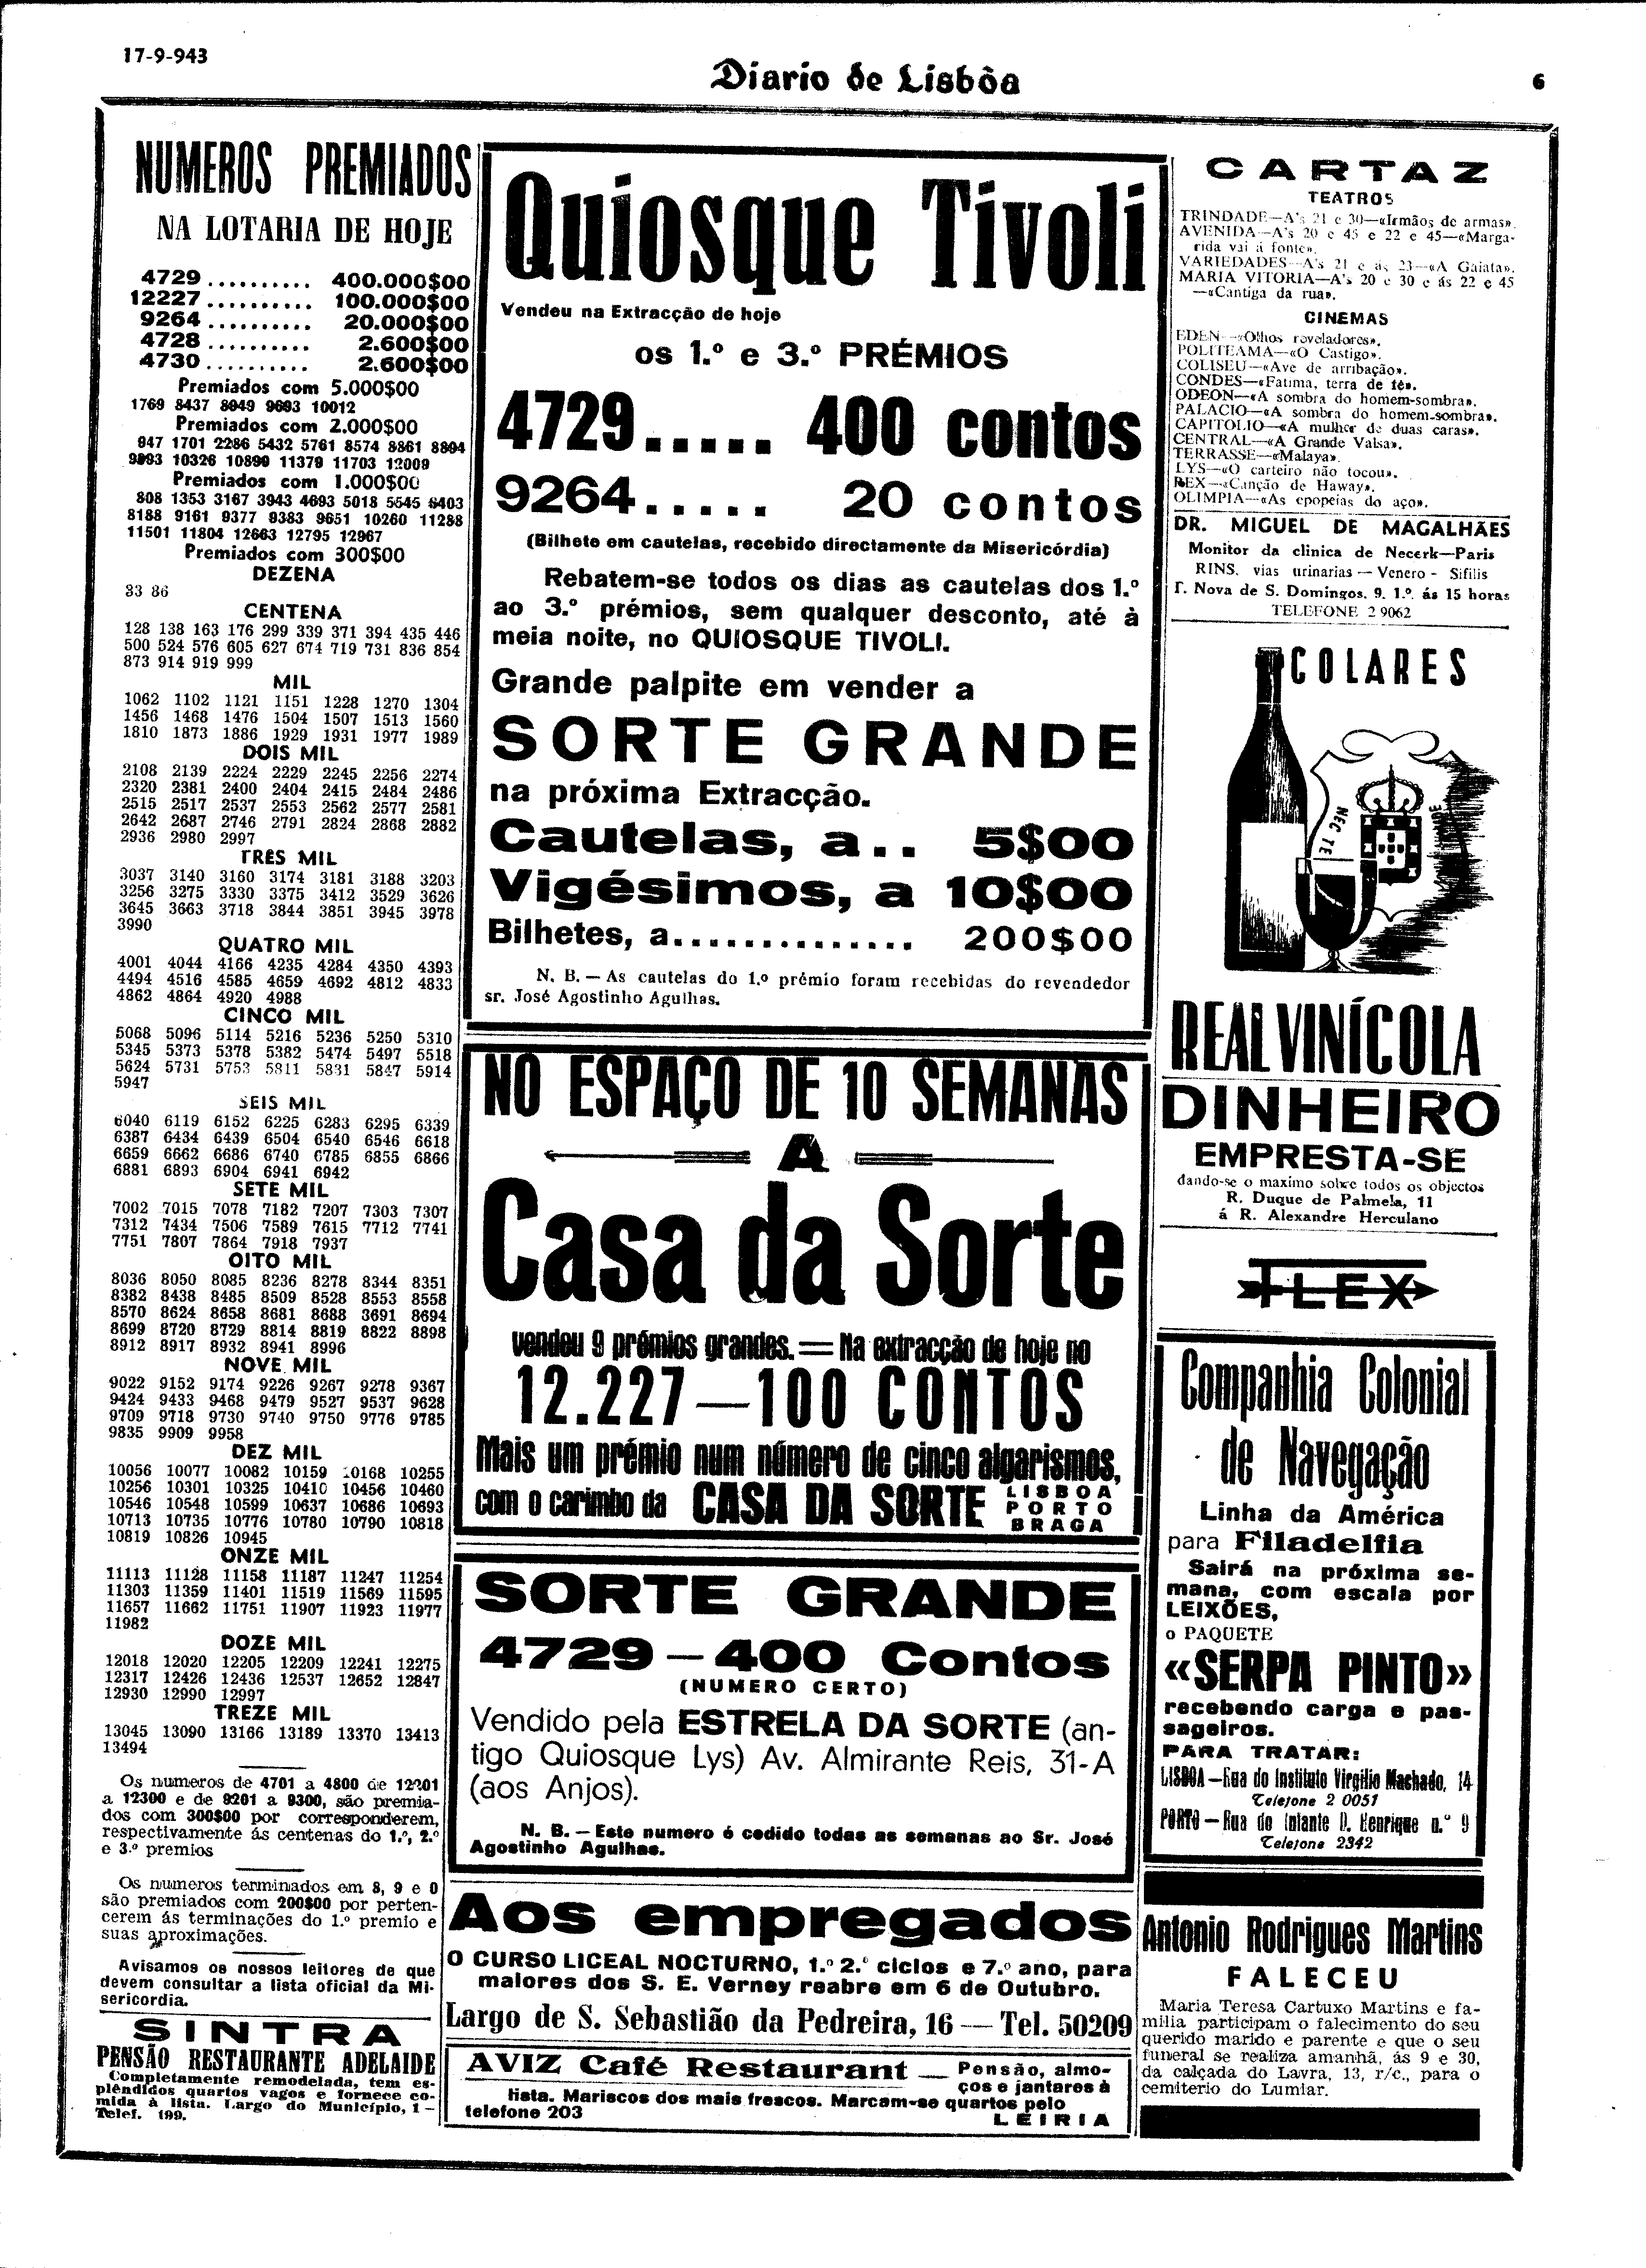 17-9-943
Diario de Lisbôa
6
NUMEROS PREMIADOS
NA LOTARIA DE HOJE
4729 .......... 400.000$00
12227 .......... 100.000$00
9264 .......... 20.000$00
4728 .......... 2.600$00
4730 .......... 2.600$00
Premiados com 5.000$00
1769 8437 8949 9693 10012
Premiados com 2.000$00
947 1701 2286 5432 5761 8574 8861 8894
9893 10326 10899 11379 11703 12009
Premiados com 1.000$00
808 1353 3167 3943 4693 5018 5545 6403
8188 9161 9377 9383 9651 10260 11288
11501 11804 12663 12795 12967
Premiados com 300$00
DEZENA
33 86
CENTENA
128 138 163 176 299 339 371 394 435 446
500 524 576 605 627 674 719 731 836 854
873 914 919 999
MIL
1062 1102 1121 1151 1228 1270 1304
1456 1468 1476 1504 1507 1513 1560
1810 1873 1886 1929 1931 1977 1989
DOIS MIL
2108 2139 2224 2229 2245 2256 2274
2320 2381 2400 2404 2415 2484 2486
2515 2517 2537 2553 2562 2577 2581
2642 2687 2746 2791 2824 2868 2882
2936 2980 2997
TRÊS MIL
3037 3140 3160 3174 3181 3188 3203
3256 3275 3330 3375 3412 3529 3626
3645 3663 3718 3844 3851 3945 3978
3990
QUATRO MIL
4001 4044 4166 4235 4284 4350 4393
4494 4516 4585 4659 4692 4812 4833
4862 4864 4920 4988
CINCO MIL
5068 5096 5114 5216 5236 5250 5310
5345 5373 5378 5382 5474 5497 5518
5624 5731 5753 5811 5831 5847 5914
5947
SEIS MIL
6040 6119 6152 6225 6283 6295 6339
6387 6434 6439 6504 6540 6546 6618
6659 6662 6686 6740 6785 6855 6866
6881 6893 6904 6941 6942
SETE MIL
7002 7015 7078 7182 7207 7303 7307
7312 7434 7506 7589 7615 7712 7741
7751 7807 7864 7918 7937
OITO MIL
8036 8050 8085 8236 8278 8344 8351
8382 8438 8485 8509 8528 8553 8558
8570 8624 8658 8681 8688 3691 8694
8699 8720 8729 8814 8819 8822 8898
8912 8917 8932 8941 8996
NOVE MIL
9022 9152 9174 9226 9267 9278 9367
9424 9433 9468 9479 9527 9537 9628
9709 9718 9730 9740 9750 9776 9785
9835 9909 9958
DEZ MIL
10056 10077 10082 10159 10168 10255
10256 10301 10325 10410 10456 10460
10546 10548 10599 10637 10686 10693
10713 10735 10776 10780 10790 10818
10819 10826 10945
ONZE MIL
11113 11128 11158 11187 11247 11254
11303 11359 11401 11519 11569 11595
11657 11662 11751 11907 11923 11977
11982
DOZE MIL
12018 12020 12205 12209 12241 12275
12317 12426 12436 12537 12652 12847
12930 12990 12997
TREZE MIL
13045 13090 13166 13189 13370 13413
13494
Os numeros de 4701 a 4800 de 12201
a 12300 e de 9201 a 9300, são premia-
dos com 300$00 por corresponderem,
respectivamente ás centenas do 1.º, 2.º
e 3.º premios
Os numeros terminados em 8, 9 e 0
são premiados com 200$00 por perten-
cerem ás terminações do 1.º premio e
suas aproximações.
Avisamos os nossos leitores de que
devem consultar a lista oficial da Mi-
sericordia.
SINTRA
PENSÃO RESTAURANTE ADELAIDE
Completamente remodelada, tem es-
plêndidos quartos vagos e fornece co-
mida à lista. Largo do Município, 1 —
Telef. 199.
Quiosque Tivoli
Vendeu na Extracção de hoje
os 1.º e 3.º PRÉMIOS
4729..... 400 contos
9264..... 20 contos
(Bilhete em cautelas, recebido directamente da Misericórdia)
Rebatem-se todos os dias as cautelas dos 1.º
ao 3.º prémios, sem qualquer desconto, até à
meia noite, no QUIOSQUE TIVOLI.
Grande palpite em vender a
SORTE GRANDE
na próxima Extracção.
Cautelas, a.. 5$00
Vigésimos, a 10$00
Bilhetes, a.............. 200$00
N. B. — As cautelas do 1.º prémio foram recebidas do revendedor
sr. José Agostinho Agulhas.
NO ESPAÇO DE 10 SEMANAS
A
Casa da Sorte
vendeu 9 prémios grandes. — Na extracção de hoje no
12.227 — 100 CONTOS
Mais um prémio num número de cinco algarismos,
com o carimbo da CASA DA SORTE
LISBOA
PORTO
BRAGA
SORTE GRANDE
4729 — 400 Contos
(NUMERO CERTO)
Vendido pela ESTRELA DA SORTE (an-
tigo Quiosque Lys) Av. Almirante Reis, 31-A
(aos Anjos).
N. B. — Este numero é cedido todas as semanas ao Sr. José
Agostinho Agulhas.
Aos empregados
O CURSO LICEAL NOCTURNO, 1.º 2.º ciclos e 7.º ano, para
maiores dos S. E. Verney reabre em 6 de Outubro.
Largo de S. Sebastião da Pedreira, 16 — Tel. 50209
AVIZ Café Restaurant — Pensão, almo-
ços e jantares à
lista. Mariscos dos mais frescos. Marcam-se quartos pelo
telefone 203
LEIRIA
CARTAZ
TEATROS
TRINDADE—A's 21 e 30—«Irmãos de armas».
AVENIDA—A's 20 e 45 e 22 e 45—«Marga-
rida vai á fonte».
VARIEDADES—A's 21 e ás 23—«A Gaiata».
MARIA VITORIA—A's 20 e 30 e ás 22 e 45
—«Cantiga da rua».
CINEMAS
EDEN—«Olhos reveladores».
POLITEAMA—«O Castigo».
COLISEU—«Ave de arribação».
CONDES—«Fatima, terra de fé».
ODEON—«A sombra do homem-sombra».
PALACIO—«A sombra do homem-sombra».
CAPITOLIO—«A mulher de duas caras».
CENTRAL—«A Grande Valsa».
TERRASSE—«Malaya».
LYS—«O carteiro não tocou».
REX—«Canção de Haway».
OLIMPIA—«As epopeias do aço».
DR. MIGUEL DE MAGALHÃES
Monitor da clinica de Necerk—Paris
RINS, vias urinarias — Venero - Sifilis
T. Nova de S. Domingos, 9, 1.º, ás 15 horas
TELEFONE 2 9062
COLARES
NEC TE
REAL VINÍCOLA
DINHEIRO
EMPRESTA-SE
dando-se o maximo sobre todos os objectos
R. Duque de Palmela, 11
á R. Alexandre Herculano
FLEX
Companhia Colonial
de Navegação
Linha da América
para Filadelfia
Sairá na próxima se-
mana, com escala por
LEIXÕES,
o PAQUETE
«SERPA PINTO»
recebendo carga e pas-
sageiros.
PARA TRATAR:
LISBOA — Rua do Instituto Virgilio Machado, 14
Telefone 2 0051
PORTO — Rua do Infante D. Henrique n.º 9
Telefone 2342
Antonio Rodrigues Martins
FALECEU
Maria Teresa Cartuxo Martins e fa-
milia participam o falecimento do seu
querido marido e parente e que o seu
funeral se realiza amanhã, ás 9 e 30,
da calçada do Lavra, 13, r/c., para o
cemiterio do Lumiar.